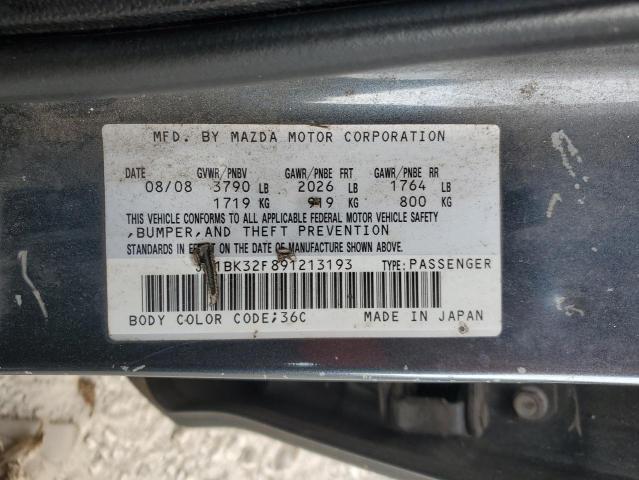 MFD. BY MAZDA MOTOR CORPORATION
DATE GVWR/PNBV GAWR/PNBE FRT GAWR/PNBE RR
08/08 3790 LB 2026 LB 1764 LB
1719 KG 919 KG 800 KG
THIS VEHICLE CONFORMS TO ALL APPLICABLE FEDERAL MOTOR VEHICLE SAFETY
,BUMPER,AND THEFT PREVENTION
STANDARDS IN EFFECT ON THE DATE OF MANUFACTURE SHOWN ABOVE.
TYPE:PASSENGER
BODY COLOR CODE;36C MADE IN JAPAN